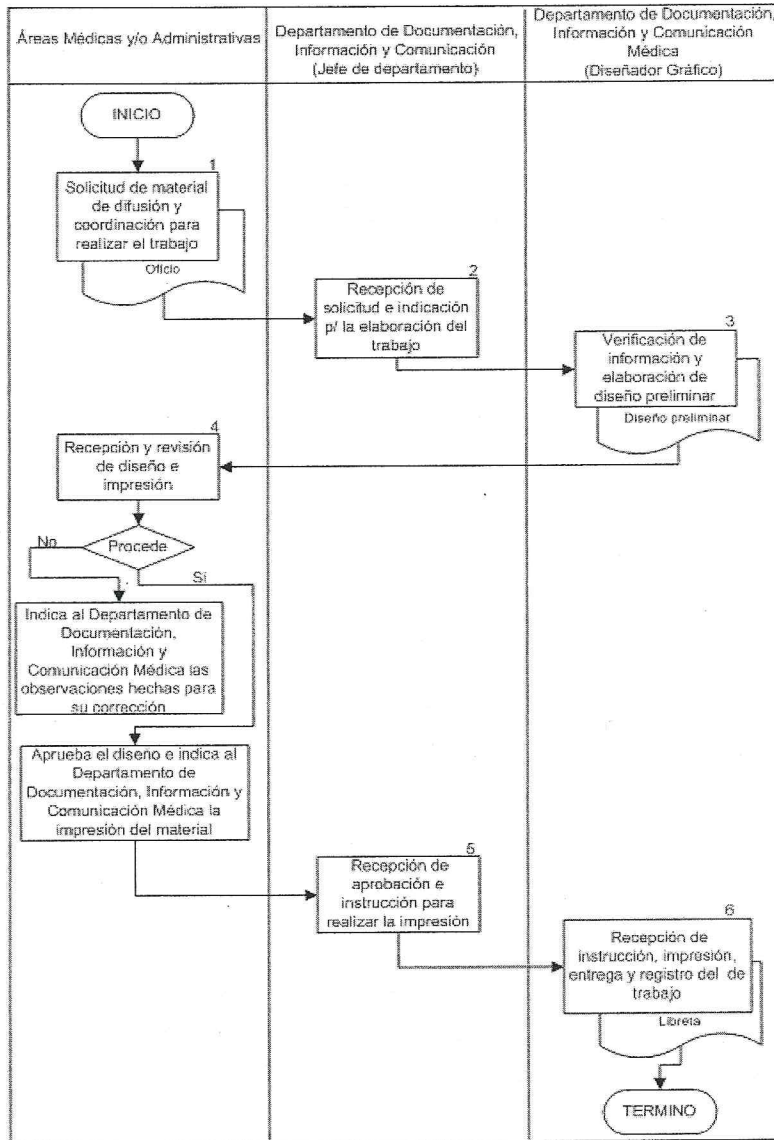 Áreas Médicas y/o Administrativas
Departamento de Documentación,
Información y Comunicación
(Jefe de departamento)
Departamento de Documentación,
Información y Comunicación
Médica
(Diseñador Gráfico)
INICIO
1
Solicitud de material
de difusión y
coordinación para
realizar el trabajo
Oficio
2
Recepción de
solicitud e indicación
p/ la elaboración del
trabajo
3
Verificación de
información y
elaboración de
diseño preliminar
Diseño preliminar
4
Recepción y revisión
de diseño e
impresión
Procede
No
Sí
Indica al Departamento de
Documentación,
Información y
Comunicación Médica las
observaciones hechas para
su corrección
Aprueba el diseño e indica al
Departamento de
Documentación, Información y
Comunicación Médica la
impresión del material
5
Recepción de
aprobación e
instrucción para
realizar la impresión
6
Recepción de
instrucción, impresión,
entrega y registro del de
trabajo
Libreta
TERMINO